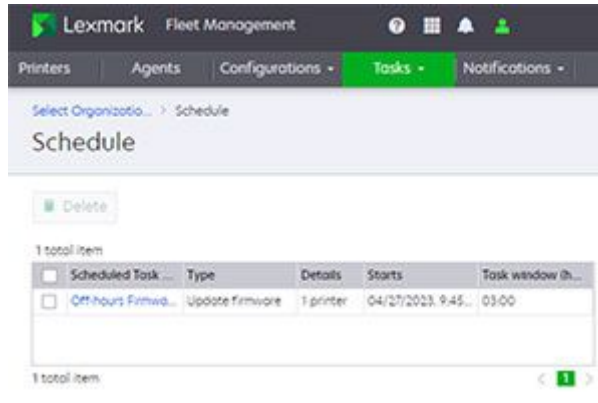 Lexmark Fleet Management
Printers Agents Configurations Tasks Notifications
Select Organizatio... > Schedule
Schedule
Delete
1 total item
Scheduled Task ... Type Details Starts Task window (h...
Off-hours Firmwa... Update firmware 1 printer 04/27/2023, 9:45... 03:00
1 total item < 1 >